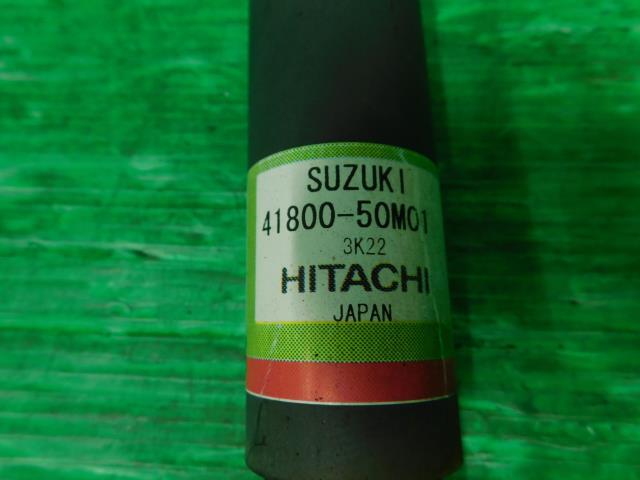 SUZUKI
41800-50M01
3K22
HITACHI
JAPAN